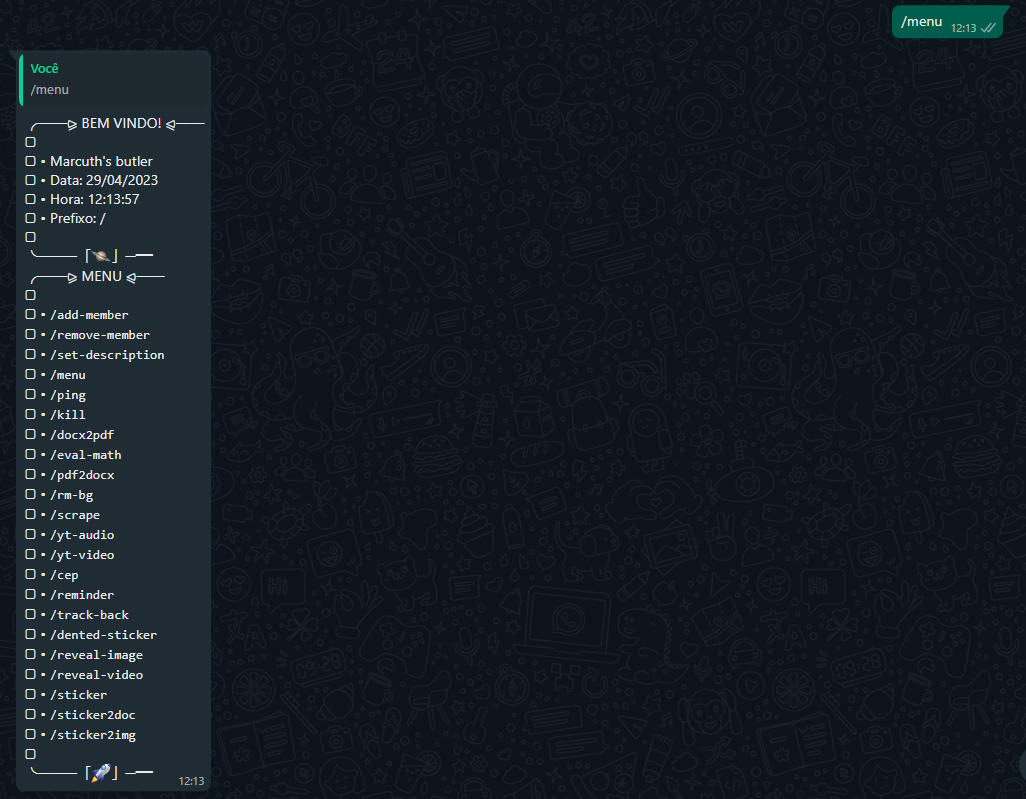 /menu
12:13
Você
/menu
╭───⊳ BEM VINDO! ⊲───
▢
▢ • Marcuth's butler
▢ • Data: 29/04/2023
▢ • Hora: 12:13:57
▢ • Prefixo: /
▢
╰──── ⎡🪐⎦ ──
╭───⊳ MENU ⊲───
▢
▢ • /add-member
▢ • /remove-member
▢ • /set-description
▢ • /menu
▢ • /ping
▢ • /kill
▢ • /docx2pdf
▢ • /eval-math
▢ • /pdf2docx
▢ • /rm-bg
▢ • /scrape
▢ • /yt-audio
▢ • /yt-video
▢ • /cep
▢ • /reminder
▢ • /track-back
▢ • /dented-sticker
▢ • /reveal-image
▢ • /reveal-video
▢ • /sticker
▢ • /sticker2doc
▢ • /sticker2img
▢
╰──── ⎡🚀⎦ ──
12:13